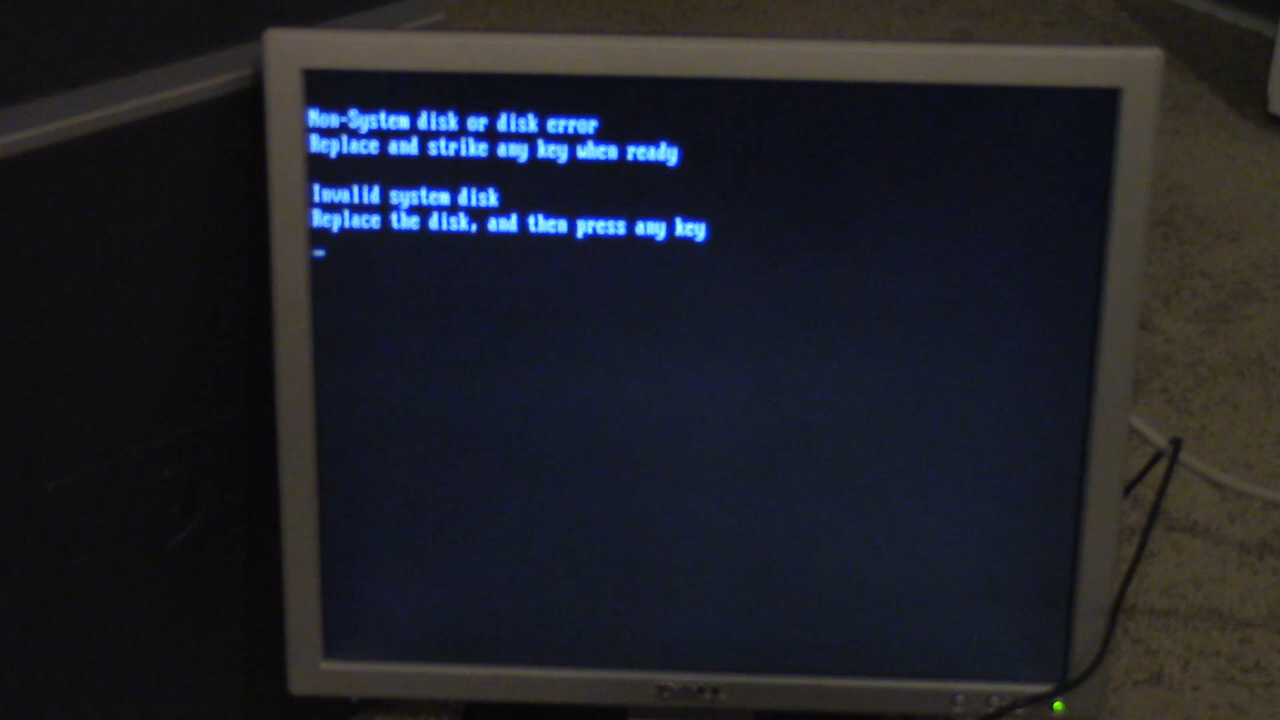 Non-System disk or disk error
Replace and strike any key when ready
Invalid system disk
Replace the disk, and then press any key
DELL